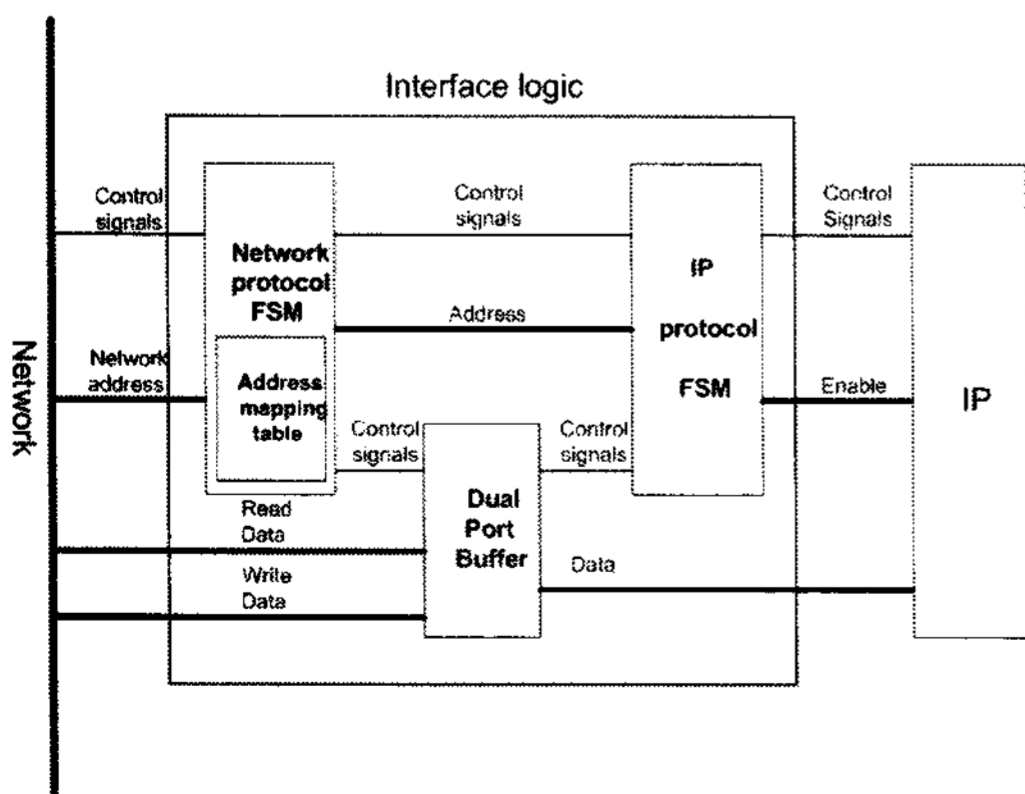 Interface logic
Network
Control
signals
Network
protocol
FSM
Control
signals
IP
protocol
FSM
Control
Signals
Address
Network
address
Address
mapping
table
Enable
IP
Control
signals
Control
signals
Dual
Port
Buffer
Read
Data
Write
Data
Data